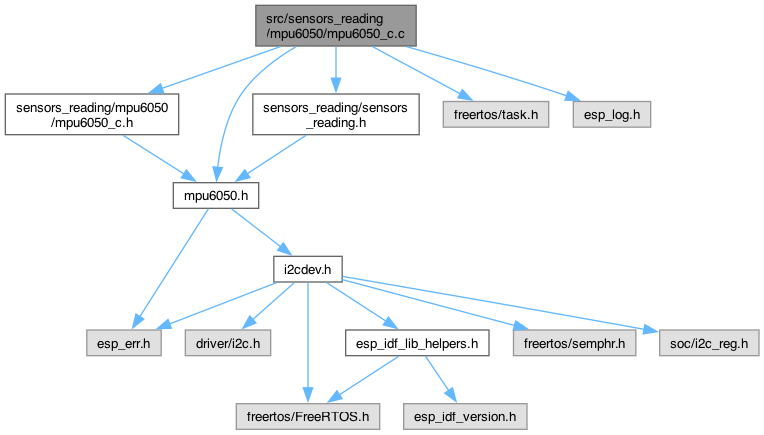 src/sensors_reading
/mpu6050/mpu6050_c.c
sensors_reading/mpu6050
/mpu6050_c.h
sensors_reading/sensors
_reading.h
freertos/task.h
esp_log.h
mpu6050.h
i2cdev.h
esp_err.h
driver/i2c.h
esp_idf_lib_helpers.h
freertos/semphr.h
soc/i2c_reg.h
freertos/FreeRTOS.h
esp_idf_version.h